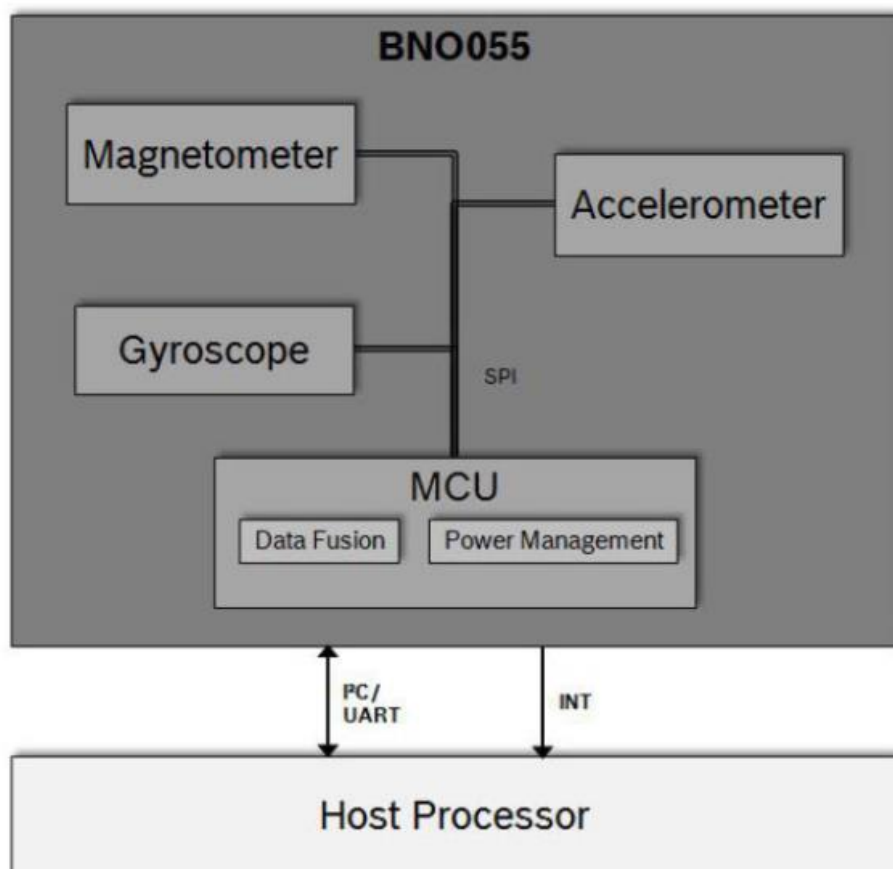 BNO055
Magnetometer
Accelerometer
Gyroscope
SPI
MCU
Data Fusion
Power Management
I²C/
UART
INT
Host Processor